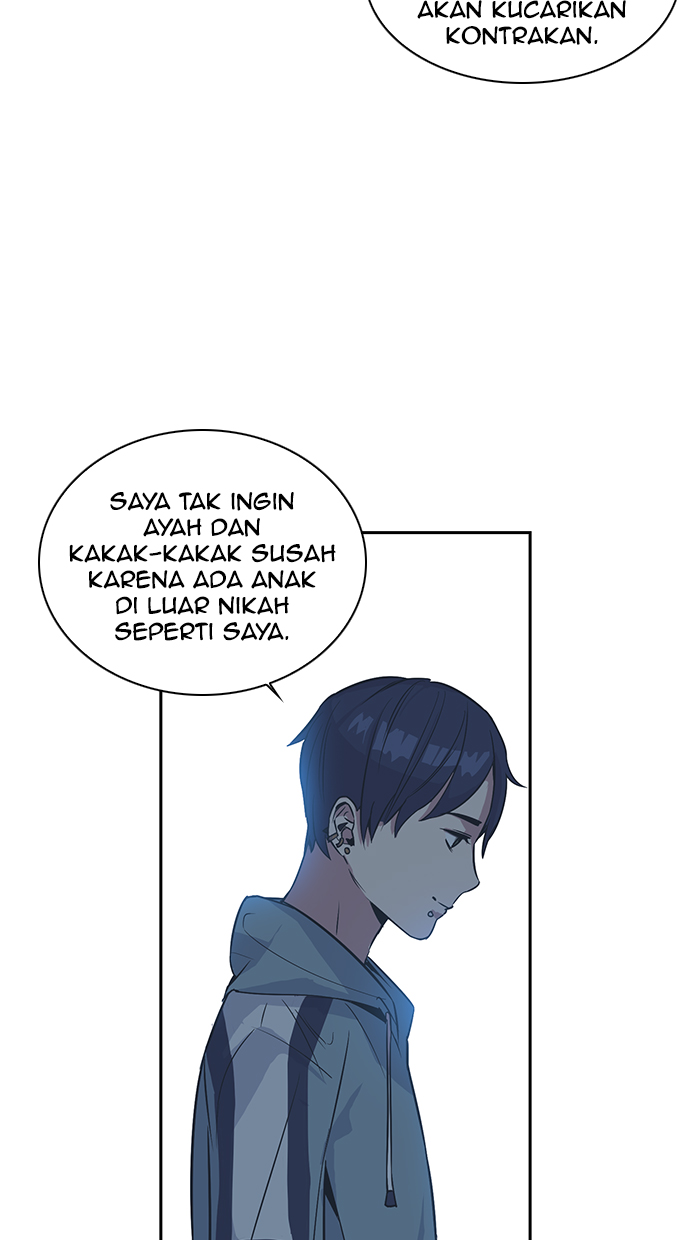 AKAN KUCARIKAN
KONTRAKAN.
SAYA TAK INGIN
AYAH DAN
KAKAK-KAKAK SUSAH
KARENA ADA ANAK
DI LUAR NIKAH
SEPERTI SAYA.